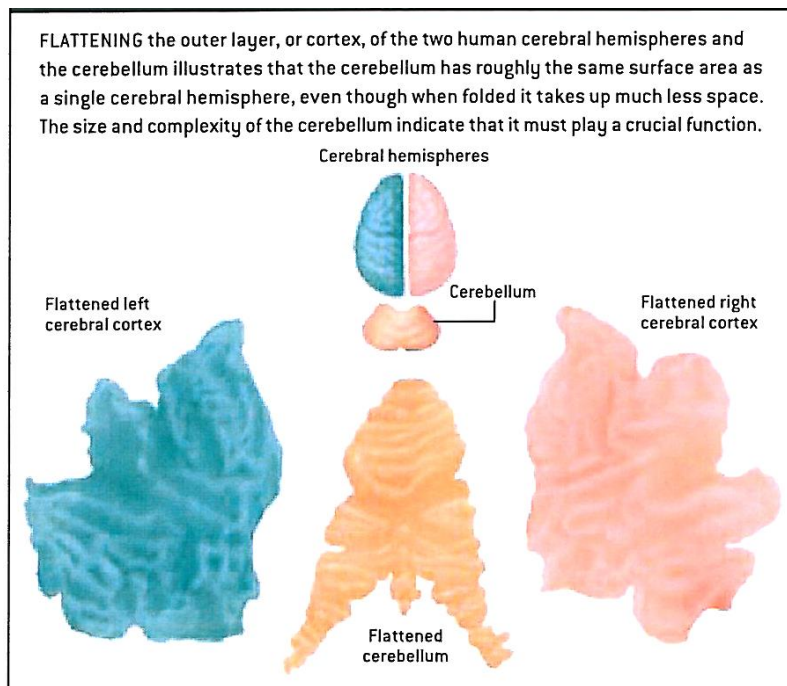 FLATTENING the outer layer, or cortex, of the two human cerebral hemispheres and
the cerebellum illustrates that the cerebellum has roughly the same surface area as
a single cerebral hemisphere, even though when folded it takes up much less space.
The size and complexity of the cerebellum indicate that it must play a crucial function.
Cerebral hemispheres
Cerebellum
Flattened left
cerebral cortex
Flattened right
cerebral cortex
Flattened
cerebellum